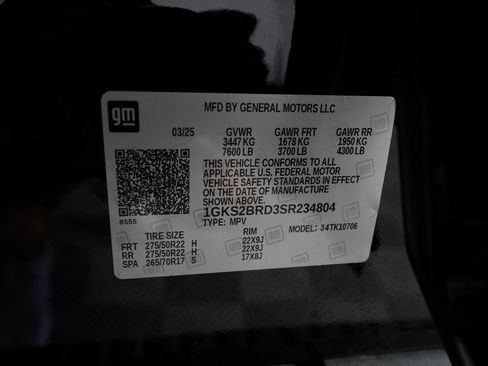 gm
MFD BY GENERAL MOTORS LLC
03/25 GVWR GAWR FRT GAWR RR
3447 KG 1678 KG 1950 KG
7600 LB 3700 LB 4300 LB
THIS VEHICLE CONFORMS TO ALL
APPLICABLE U.S. FEDERAL MOTOR
VEHICLE SAFETY STANDARDS IN EFFECT
ON THE DATE OF MANUFACTURE
SHOWN ABOVE.
8555
1GKS2BRD3SR234804
TYPE: MPV MODEL: 34TK10706
TIRE SIZE RIM
FRT 275/50R22 H 22X9J
RR 275/50R22 H 22X9J
SPA 265/70R17 S 17X8J